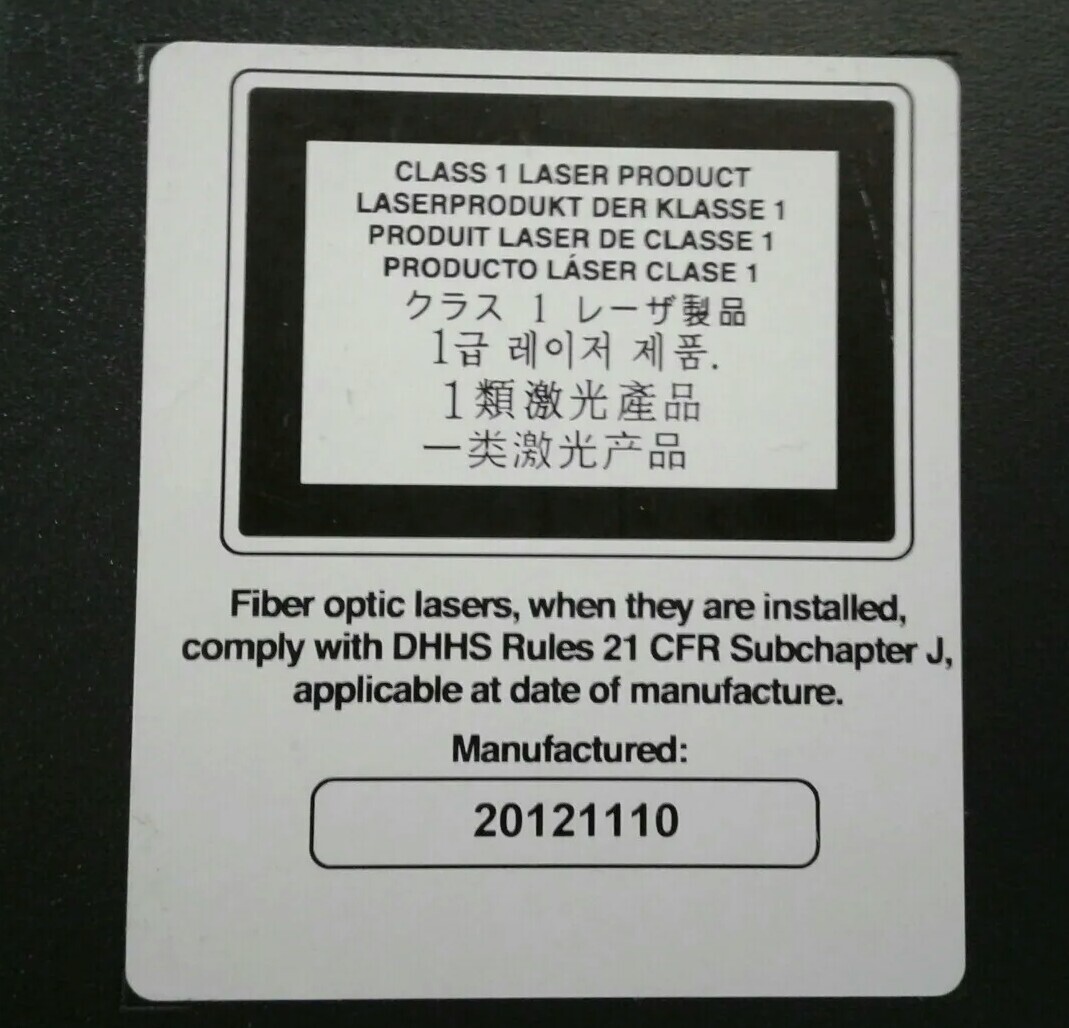 CLASS 1 LASER PRODUCT
LASERPRODUKT DER KLASSE 1
PRODUIT LASER DE CLASSE 1
PRODUCTO LÁSER CLASE 1
クラス 1 レーザ製品
1급 레이저 제품.
1類激光產品
一类激光产品
Fiber optic lasers, when they are installed,
comply with DHHS Rules 21 CFR Subchapter J,
applicable at date of manufacture.
Manufactured:
20121110